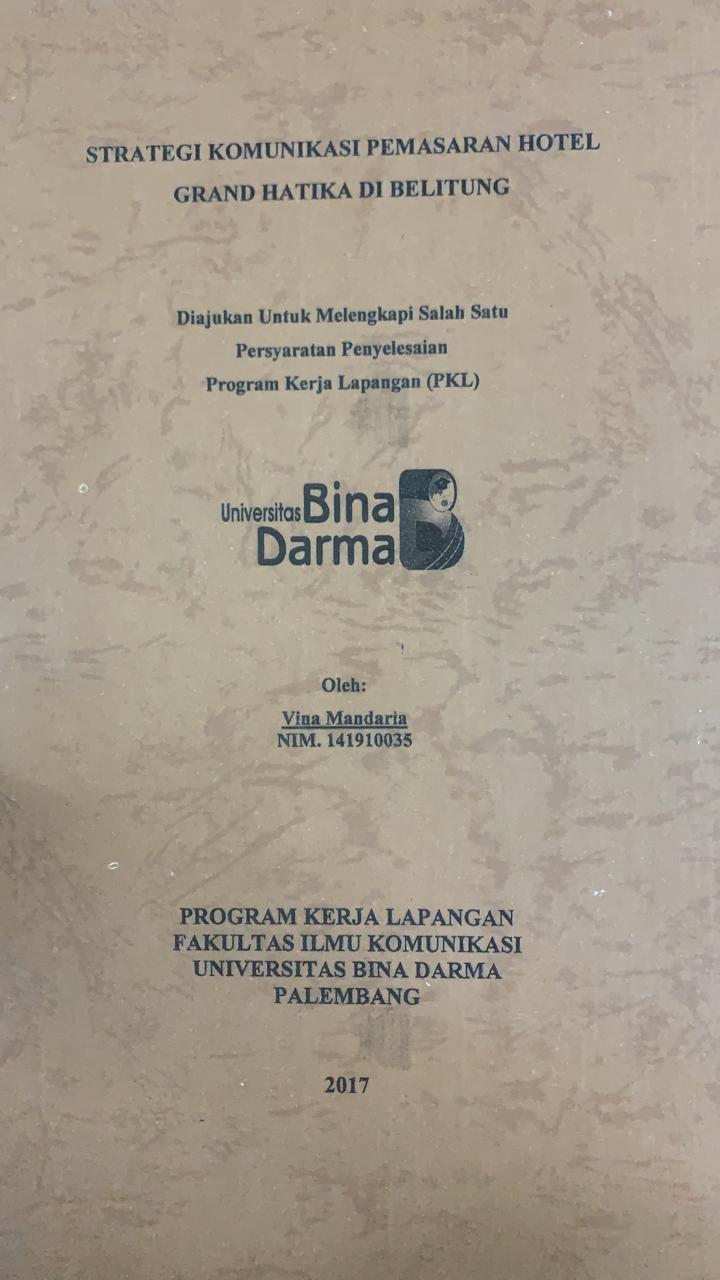 STRATEGI KOMUNIKASI PEMASARAN HOTEL
GRAND HATIKA DI BELITUNG
Diajukan Untuk Melengkapi Salah Satu
Persyaratan Penyelesaian
Program Kerja Lapangan (PKL)
Universitas Bina
Darma
Oleh:
Vina Mandaria
NIM. 141910035
PROGRAM KERJA LAPANGAN
FAKULTAS ILMU KOMUNIKASI
UNIVERSITAS BINA DARMA
PALEMBANG
2017